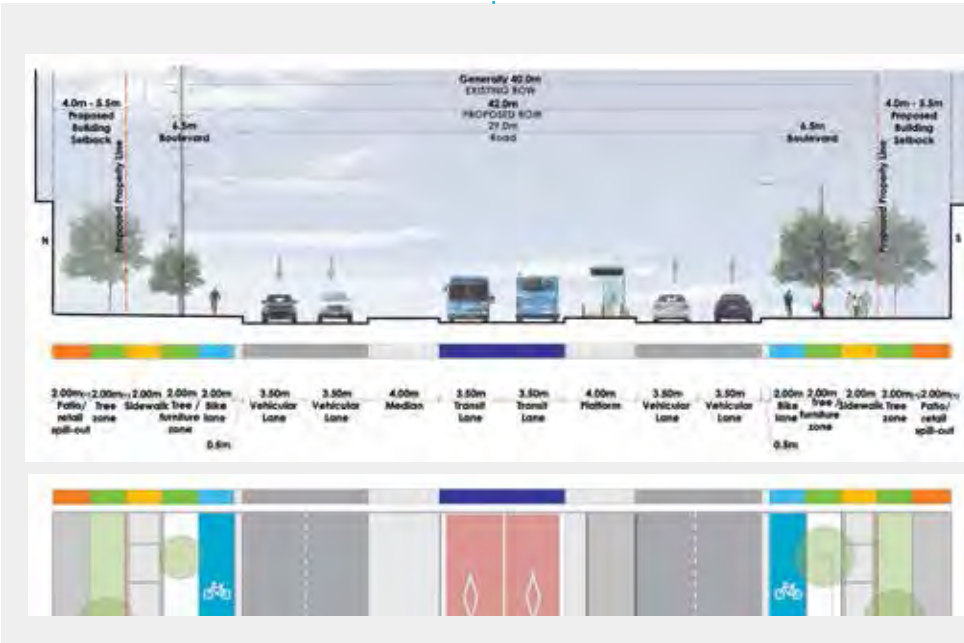 Generally 40.0m
EXISTING ROW
42.0m
PROPOSED ROW
29.0m
Road
4.0m - 5.5m
Proposed
Building
Setback
Proposed Property Line
6.5m
Boulevard
6.5m
Boulevard
Proposed Property Line
4.0m - 5.5m
Proposed
Building
Setback
N
S
2.00m
Patio/
retail
spill-out
2.00m
Tree
zone
2.00m
Sidewalk
2.00m
Tree /
furniture
zone
2.00m
Bike
lane
0.5m
3.50m
Vehicular
Lane
3.50m
Vehicular
Lane
4.00m
Median
3.50m
Transit
Lane
3.50m
Transit
Lane
4.00m
Platform
3.50m
Vehicular
Lane
3.50m
Vehicular
Lane
2.00m
Bike
lane
0.5m
2.00m
Tree /
furniture
zone
2.00m
Sidewalk
2.00m
Tree
zone
2.00m
Patio/
retail
spill-out